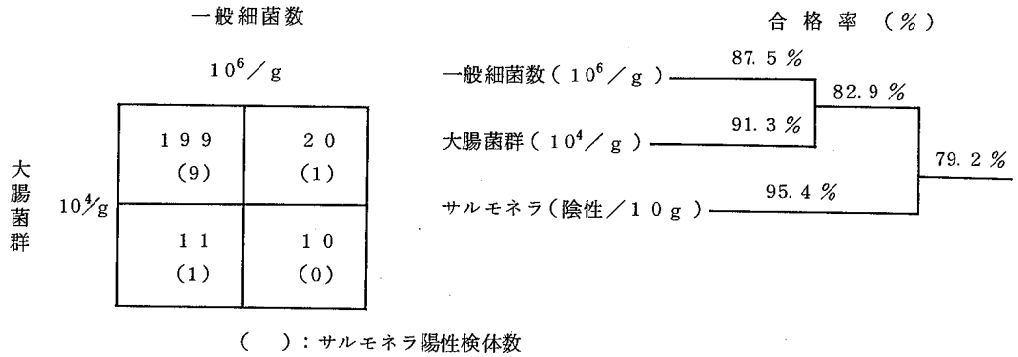 一般細菌数
10⁶/g
199
(9)
20
(1)
大腸菌群
10⁴/g
11
(1)
10
(0)
( ):サルモネラ陽性検体数
合格率(%)
一般細菌数(10⁶/g)
87.5%
82.9%
大腸菌群(10⁴/g)
91.3%
79.2%
サルモネラ(陰性/10g)
95.4%